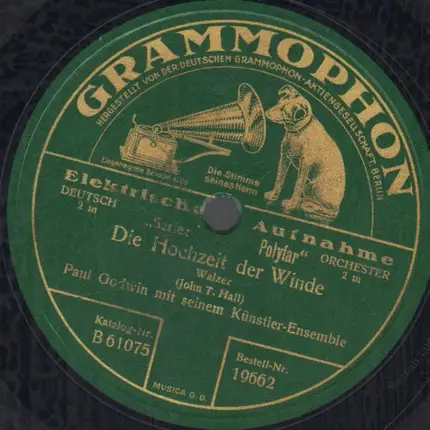 GRAMMOPHON
HERGESTELLT VON DER DEUTSCHEN GRAMMOPHON-AKTIENGESELLSCHAFT, BERLIN
Die Stimme
seines Herrn
Elektrische Aufnahme
DEUTSCH
2 m
ORCHESTER
2 m
"Serie: Polyfar"
Die Hochzeit der Winde
Walzer
(John T. Hall)
Paul Godwin mit seinem Künstler-Ensemble
Katalog-Nr.
B 61075
Bestell-Nr.
19662
MUSICA G. D.